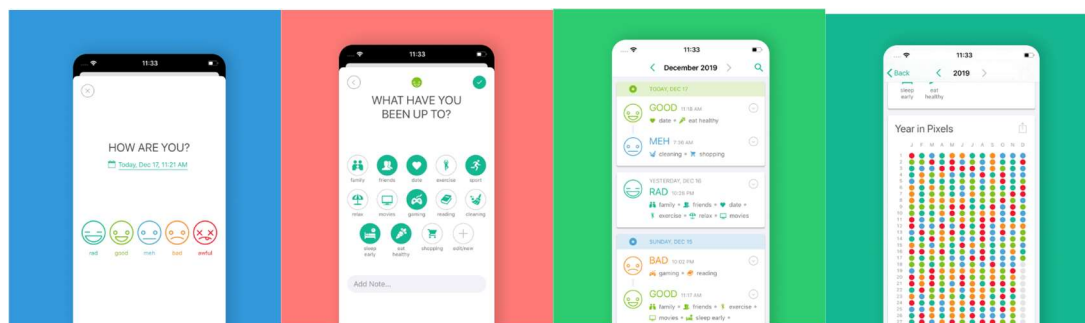 11:33
HOW ARE YOU?
Today, Dec 17, 11:21 AM
rad good meh bad awful
11:33
WHAT HAVE YOU
BEEN UP TO?
family friends date exercise sport
relax movies gaming reading cleaning
sleep early eat healthy shopping edit/new
Add Note...
11:33
December 2019
TODAY, DEC 17
GOOD 11:18 AM
date • eat healthy
MEH 7:36 AM
cleaning • shopping
YESTERDAY, DEC 16
RAD 10:28 PM
family • friends • date •
exercise • relax • movies
SUNDAY, DEC 15
BAD 10:02 PM
gaming • reading
GOOD 11:17 AM
family • friends • exercise •
movies • sleep early •
11:33
Back 2019
sleep early eat healthy
Year in Pixels
J F M A M J J A S O N D